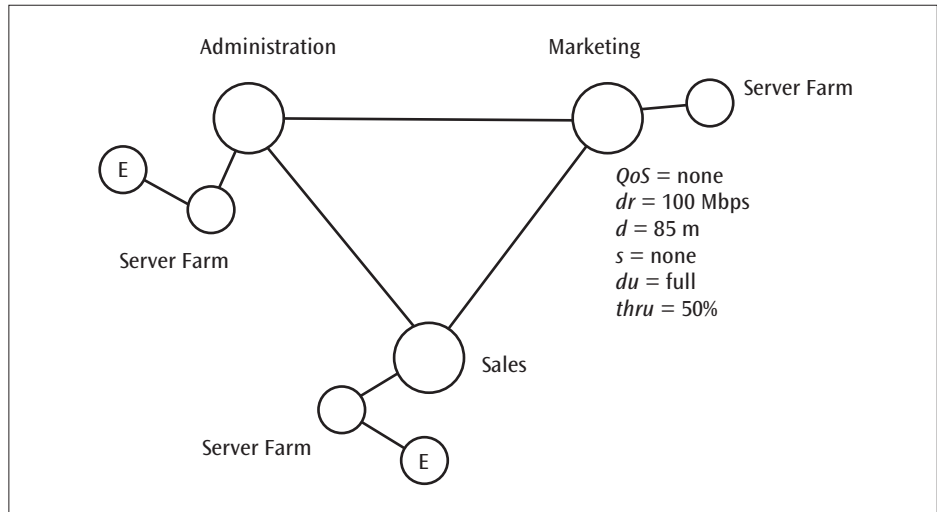 Administration
Marketing
Server Farm
E
Server Farm
QoS = none
dr = 100 Mbps
d = 85 m
s = none
du = full
thru = 50%
Sales
Server Farm
E